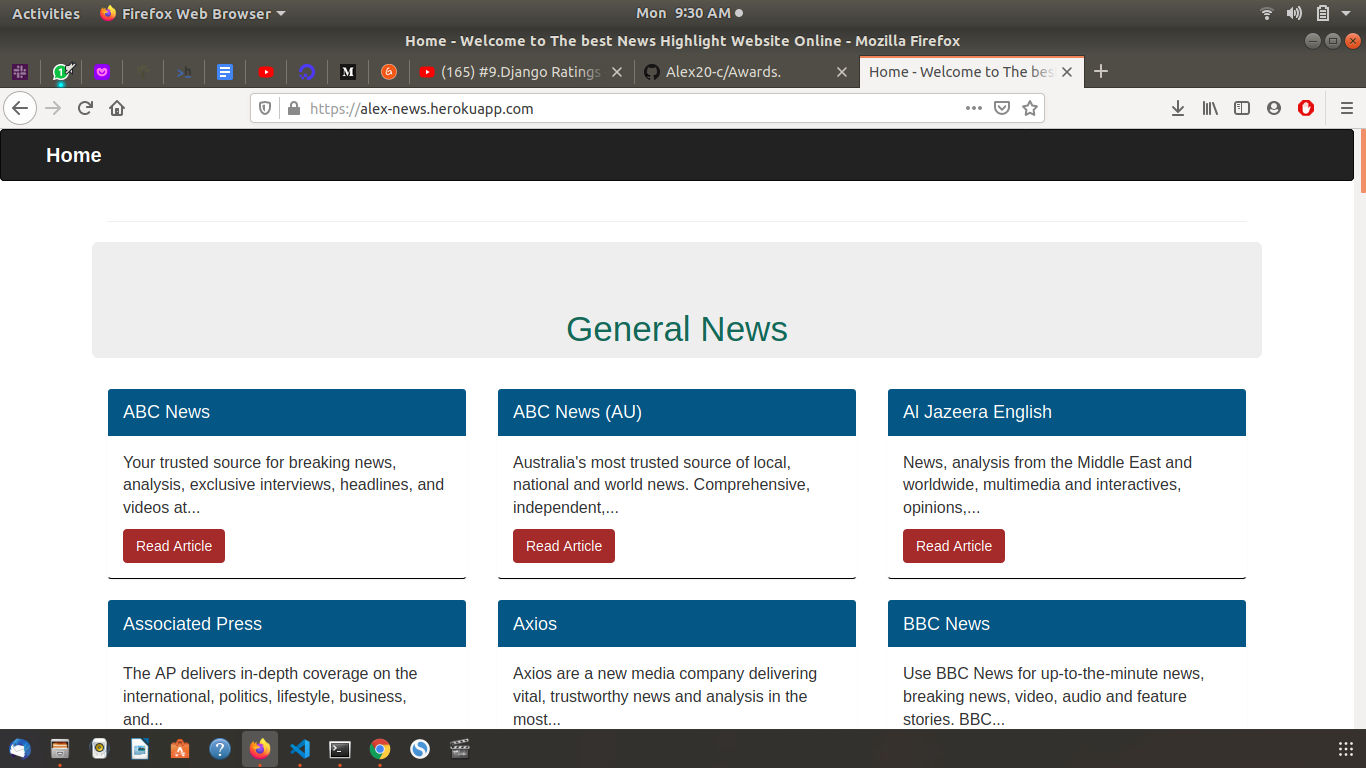 Activities Firefox Web Browser Mon 9:30 AM
Home - Welcome to The best News Highlight Website Online - Mozilla Firefox
(165) #9.Django Ratings Alex20-c/Awards. Home - Welcome to The bes
https://alex-news.herokuapp.com
Home
General News
ABC News
Your trusted source for breaking news,
analysis, exclusive interviews, headlines, and
videos at...
Read Article
ABC News (AU)
Australia's most trusted source of local,
national and world news. Comprehensive,
independent,...
Read Article
Al Jazeera English
News, analysis from the Middle East and
worldwide, multimedia and interactives,
opinions,...
Read Article
Associated Press
The AP delivers in-depth coverage on the
international, politics, lifestyle, business,
and...
Axios
Axios are a new media company delivering
vital, trustworthy news and analysis in the
most...
BBC News
Use BBC News for up-to-the-minute news,
breaking news, video, audio and feature
stories. BBC...